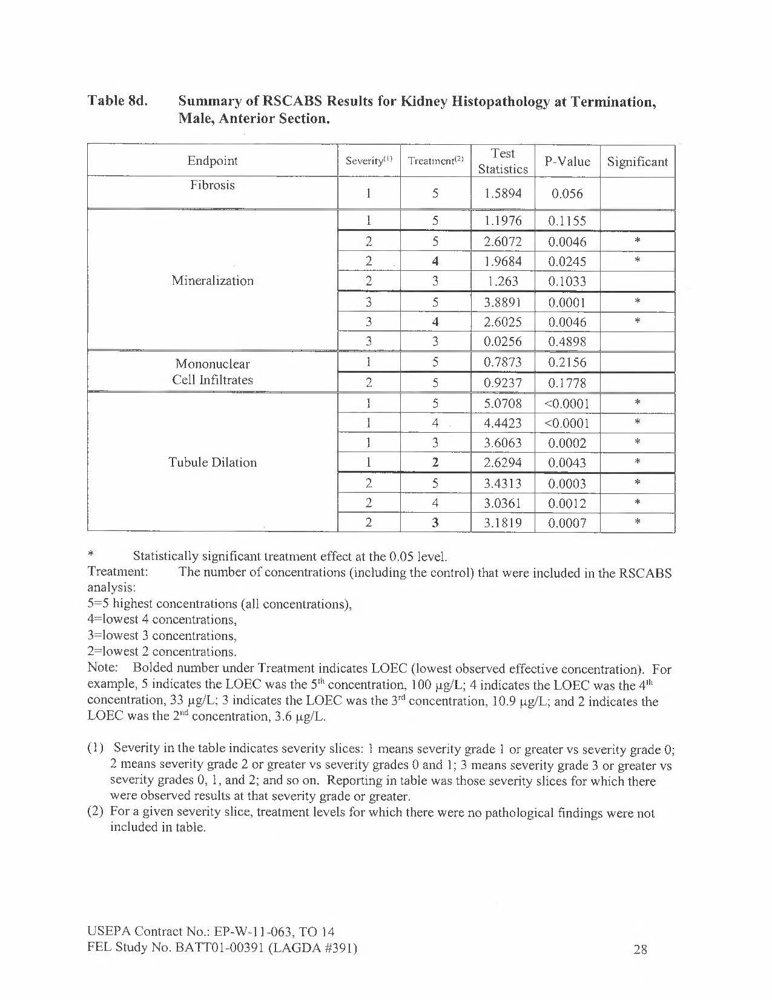 Table 8d. Summary of RSCABS Results for Kidney Histopathology at Termination,
Male, Anterior Section.
Endpoint Severity(1) Treatment(2) Test Statistics P-Value Significant
Fibrosis 1 5 1.5894 0.056
1 5 1.1976 0.1155
2 5 2.6072 0.0046 *
2 4 1.9684 0.0245 *
Mineralization 2 3 1.263 0.1033
3 5 3.8891 0.0001 *
3 4 2.6025 0.0046 *
3 3 0.0256 0.4898
Mononuclear 1 5 0.7873 0.2156
Cell Infiltrates 2 5 0.9237 0.1778
1 5 5.0708 <0.0001 *
1 4 4.4423 <0.0001 *
1 3 3.6063 0.0002 *
Tubule Dilation 1 2 2.6294 0.0043 *
2 5 3.4313 0.0003 *
2 4 3.0361 0.0012 *
2 3 3.1819 0.0007 *
* Statistically significant treatment effect at the 0.05 level.
Treatment: The number of concentrations (including the control) that were included in the RSCABS
analysis:
5=5 highest concentrations (all concentrations),
4=lowest 4 concentrations,
3=lowest 3 concentrations,
2=lowest 2 concentrations.
Note: Bolded number under Treatment indicates LOEC (lowest observed effective concentration). For
example, 5 indicates the LOEC was the 5th concentration, 100 µg/L; 4 indicates the LOEC was the 4th
concentration, 33 µg/L; 3 indicates the LOEC was the 3rd concentration, 10.9 µg/L; and 2 indicates the
LOEC was the 2nd concentration, 3.6 µg/L.
(1) Severity in the table indicates severity slices: 1 means severity grade 1 or greater vs severity grade 0;
2 means severity grade 2 or greater vs severity grades 0 and 1; 3 means severity grade 3 or greater vs
severity grades 0, 1, and 2; and so on. Reporting in table was those severity slices for which there
were observed results at that severity grade or greater.
(2) For a given severity slice, treatment levels for which there were no pathological findings were not
included in table.
USEPA Contract No.: EP-W-11-063, TO 14
FEL Study No. BATT01-00391 (LAGDA #391) 28